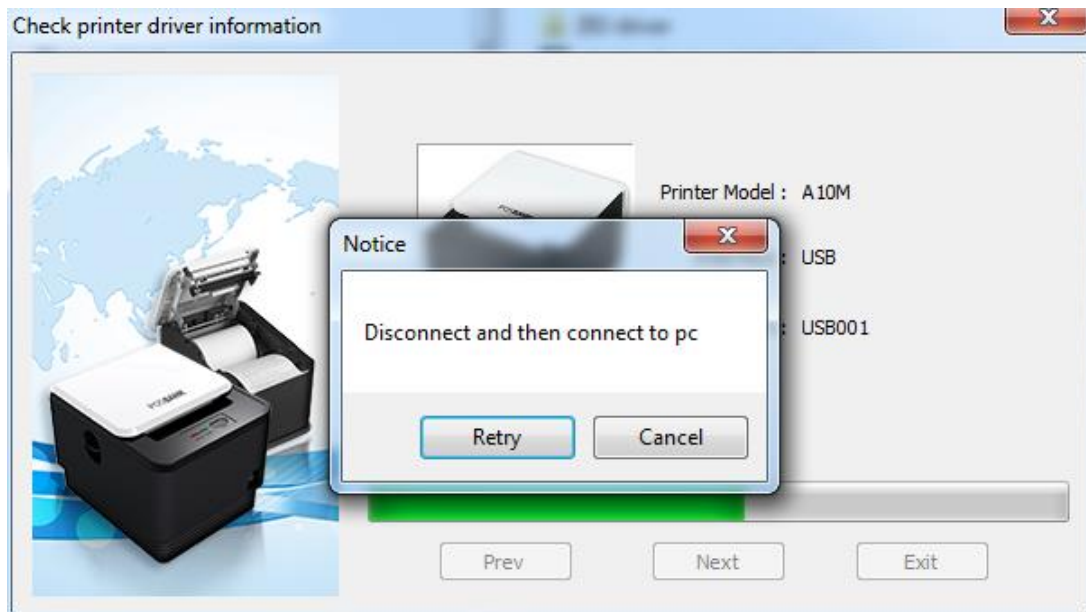 Check printer driver information
Printer Model : A10M
Notice
: USB
Disconnect and then connect to pc
: USB001
Retry
Cancel
Prev
Next
Exit
POSBANK